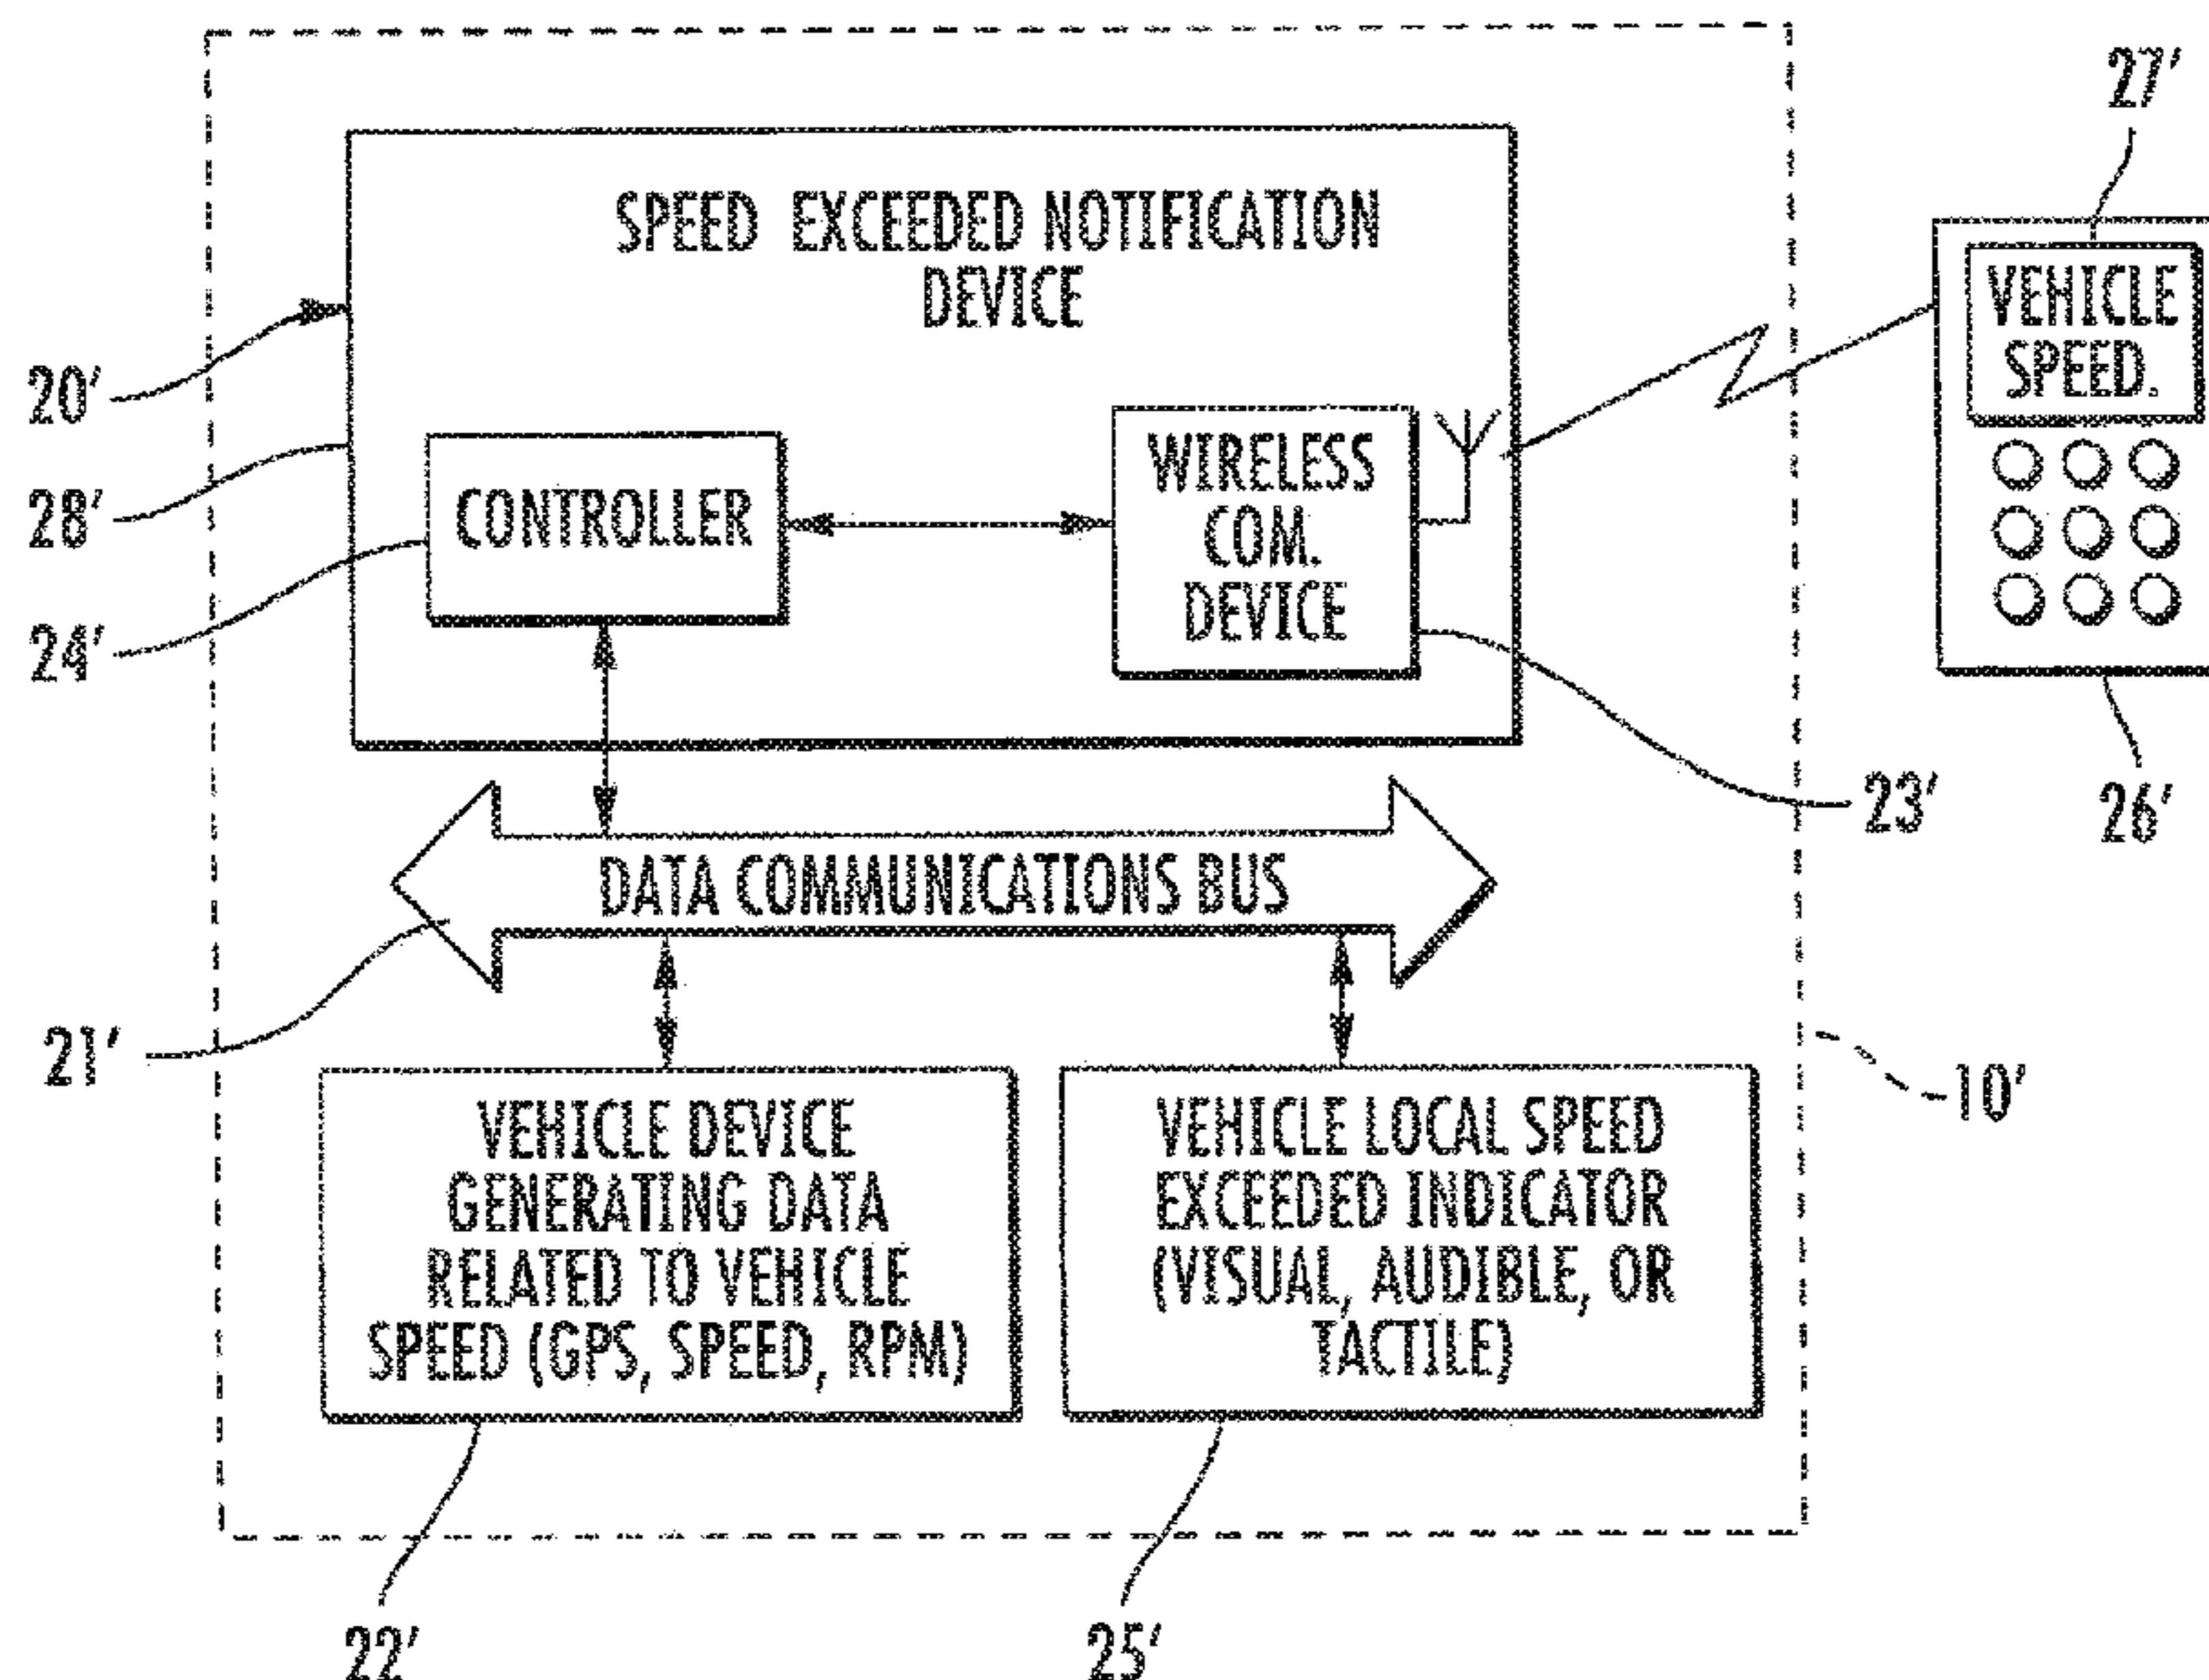 27'
SPEED EXCEEDED NOTIFICATION
DEVICE
VEHICLE
SPEED.
20'
28'
24'
CONTROLLER
WIRELESS
COM.
DEVICE
23'
26'
DATA COMMUNICATIONS BUS
21'
10'
VEHICLE DEVICE
GENERATING DATA
RELATED TO VEHICLE
SPEED (GPS, SPEED, RPM)
VEHICLE LOCAL SPEED
EXCEEDED INDICATOR
(VISUAL, AUDIBLE, OR
TACTILE)
22'
25'